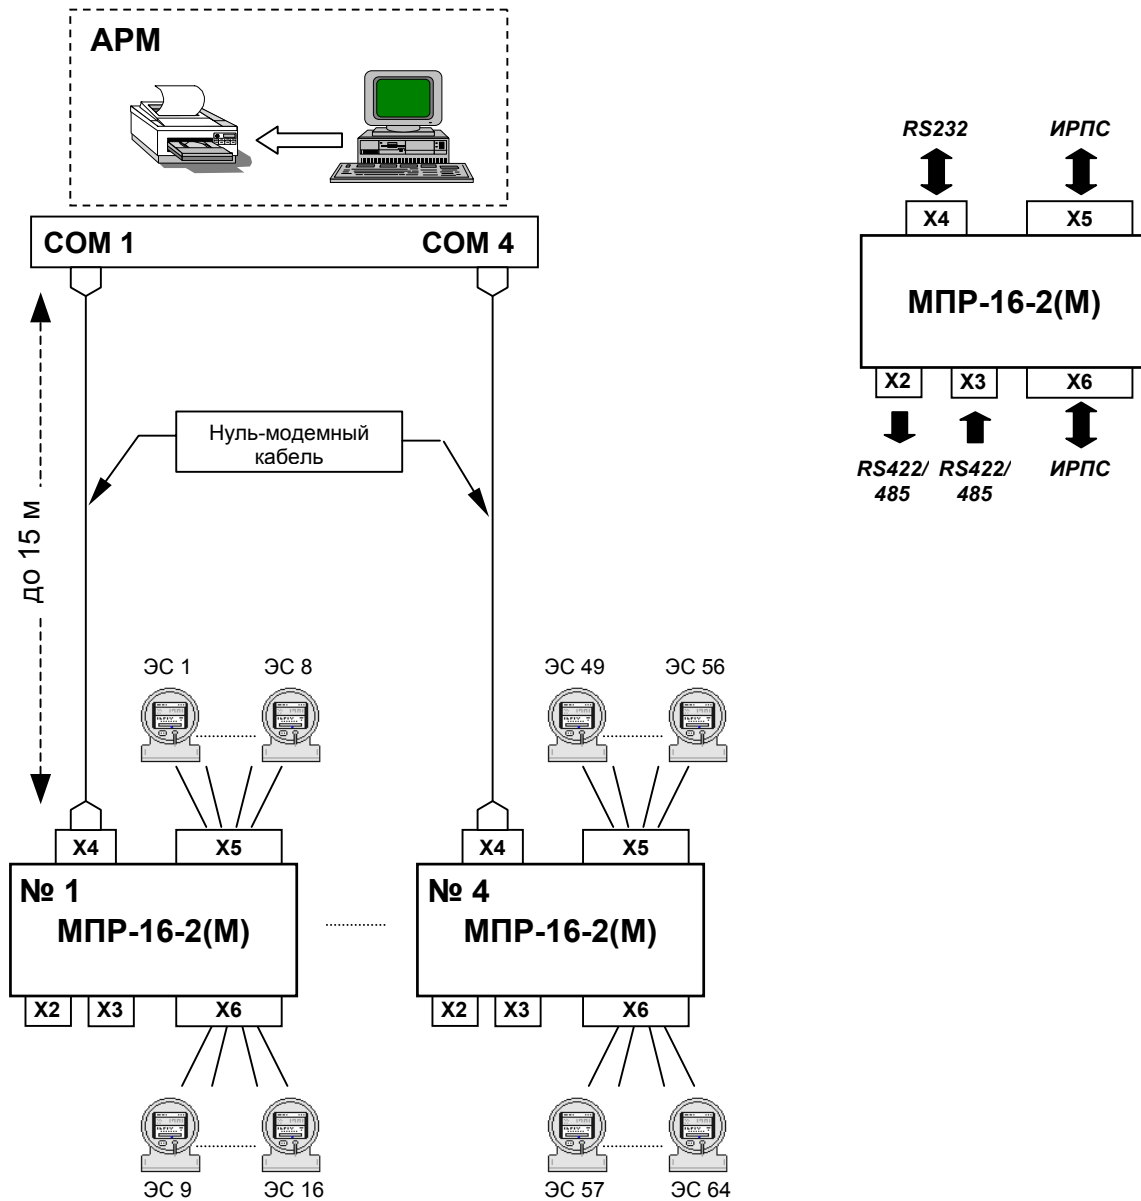 АРМ
COM 1
COM 4
Нуль-модемный
кабель
до 15 м
ЭС 1
ЭС 8
ЭС 49
ЭС 56
X4
X5
X4
X5
№ 1
МПР-16-2(М)
№ 4
МПР-16-2(М)
X2
X3
X6
X2
X3
X6
ЭС 9
ЭС 16
ЭС 57
ЭС 64
RS232
ИРПС
X4
X5
МПР-16-2(М)
X2
X3
X6
RS422/
485
RS422/
485
ИРПС